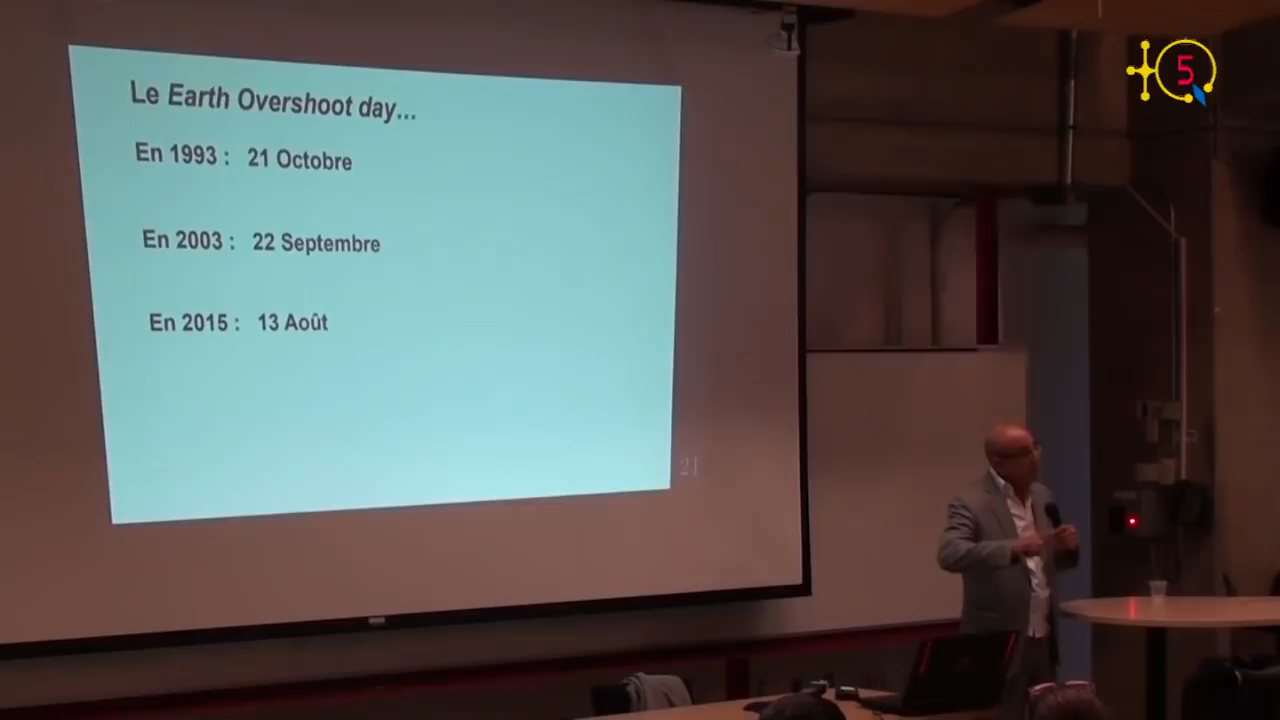 Le Earth Overshoot day...
En 1993 : 21 Octobre
En 2003 : 22 Septembre
En 2015 : 13 Août
21
5